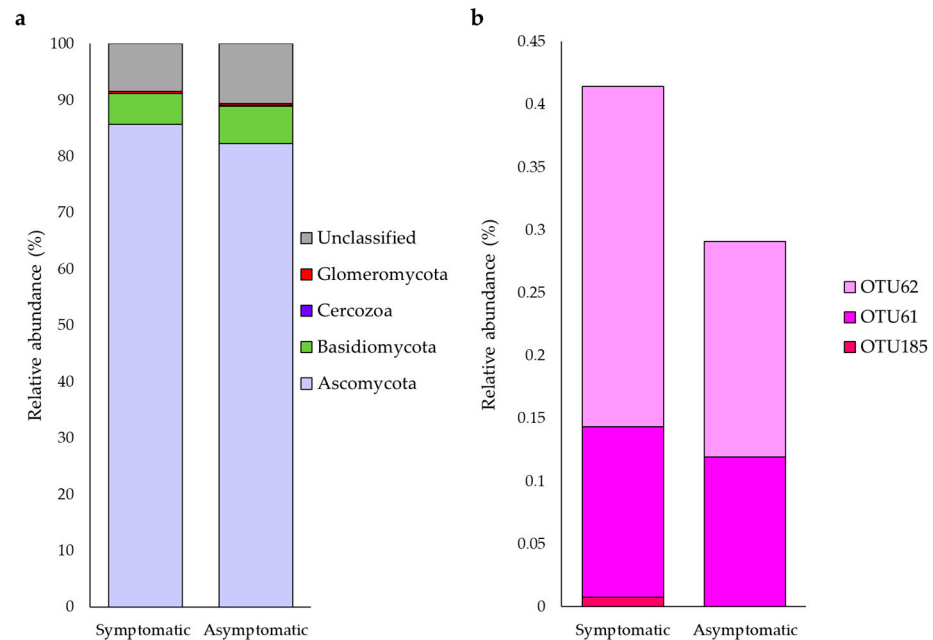 a
Relative abundance (%)
100
90
80
70
60
50
40
30
20
10
0
Symptomatic
Asymptomatic
Unclassified
Glomeromycota
Cercozoa
Basidiomycota
Ascomycota
b
Relative abundance (%)
0.45
0.4
0.35
0.3
0.25
0.2
0.15
0.1
0.05
0
Symptomatic
Asymptomatic
OTU62
OTU61
OTU185